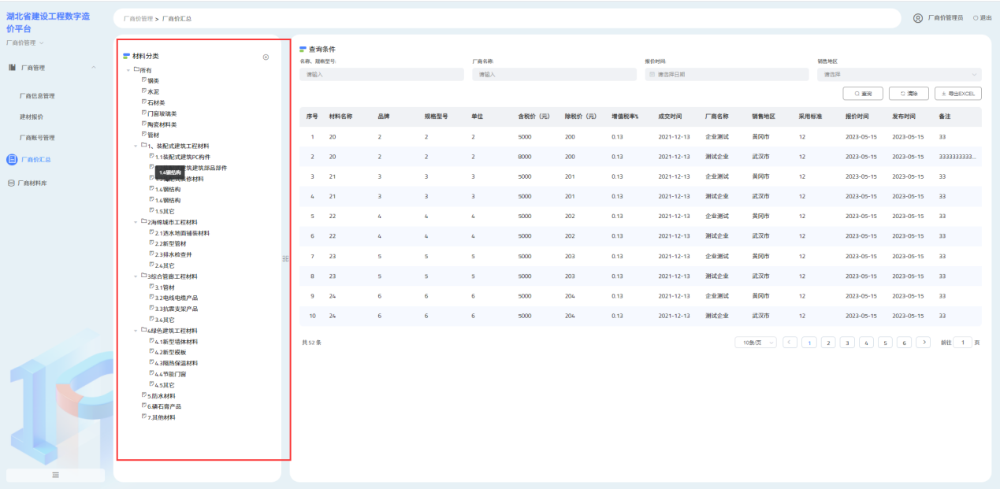 湖北省建设工程数字造
价平台
厂商价管理
厂商管理
厂商信息管理
建材报价
厂商账号管理
厂商价汇总
厂商材料库
厂商价管理 > 厂商价汇总
厂商价管理员 退出
材料分类
所有
钢类
水泥
石材类
门窗玻璃类
陶瓷材料类
管材
1、装配式建筑工程材料
1.1装配式建筑PC构件
筑建筑部品部件
1.4钢结构
修材料
1.4钢结构
1.4钢结构
1.5其它
2海绵城市工程材料
2.1透水地面铺装材料
2.2新型管材
2.3排水检查井
2.4其它
3综合管廊工程材料
3.1管材
3.2电线电缆产品
3.3抗震支架产品
3.4其它
4绿色建筑工程材料
4.1新型墙体材料
4.2新型模板
4.3隔热保温材料
4.4节能门窗
4.5其它
5.防水材料
6.磷石膏产品
7.其他材料
查询条件
名称、规格型号: 厂商名称: 报价时间: 销售地区
请输入 请输入 请选择日期 请选择
查询 清除 导出EXCEL
序号 材料名称 品牌 规格型号 单位 含税价（元） 除税价（元） 增值税率% 成交时间 厂商名称 销售地区 采用标准 报价时间 发布时间 备注
1 20 2 2 2 5000 200 0.13 2021-12-13 企业测试 黄冈市 12 2023-05-15 2023-05-15 33
2 20 2 2 2 8000 200 0.13 2021-12-13 测试企业 武汉市 12 2023-05-15 2023-05-15 3333333333...
3 21 3 3 3 5000 201 0.13 2021-12-13 企业测试 黄冈市 12 2023-05-15 2023-05-15 33
4 21 3 3 3 5000 201 0.13 2021-12-13 测试企业 武汉市 12 2023-05-15 2023-05-15 33
5 22 4 4 4 5000 202 0.13 2021-12-13 企业测试 黄冈市 12 2023-05-15 2023-05-15 33
6 22 4 4 4 5000 202 0.13 2021-12-13 测试企业 武汉市 12 2023-05-15 2023-05-15 33
7 23 5 5 5 5000 203 0.13 2021-12-13 企业测试 黄冈市 12 2023-05-15 2023-05-15 33
8 23 5 5 5 5000 203 0.13 2021-12-13 测试企业 武汉市 12 2023-05-15 2023-05-15 33
9 24 6 6 6 5000 204 0.13 2021-12-13 企业测试 黄冈市 12 2023-05-15 2023-05-15 33
10 24 6 6 6 5000 204 0.13 2021-12-13 测试企业 武汉市 12 2023-05-15 2023-05-15 33
共 52 条 10条/页 < 1 2 3 4 5 6 > 前往 1 页